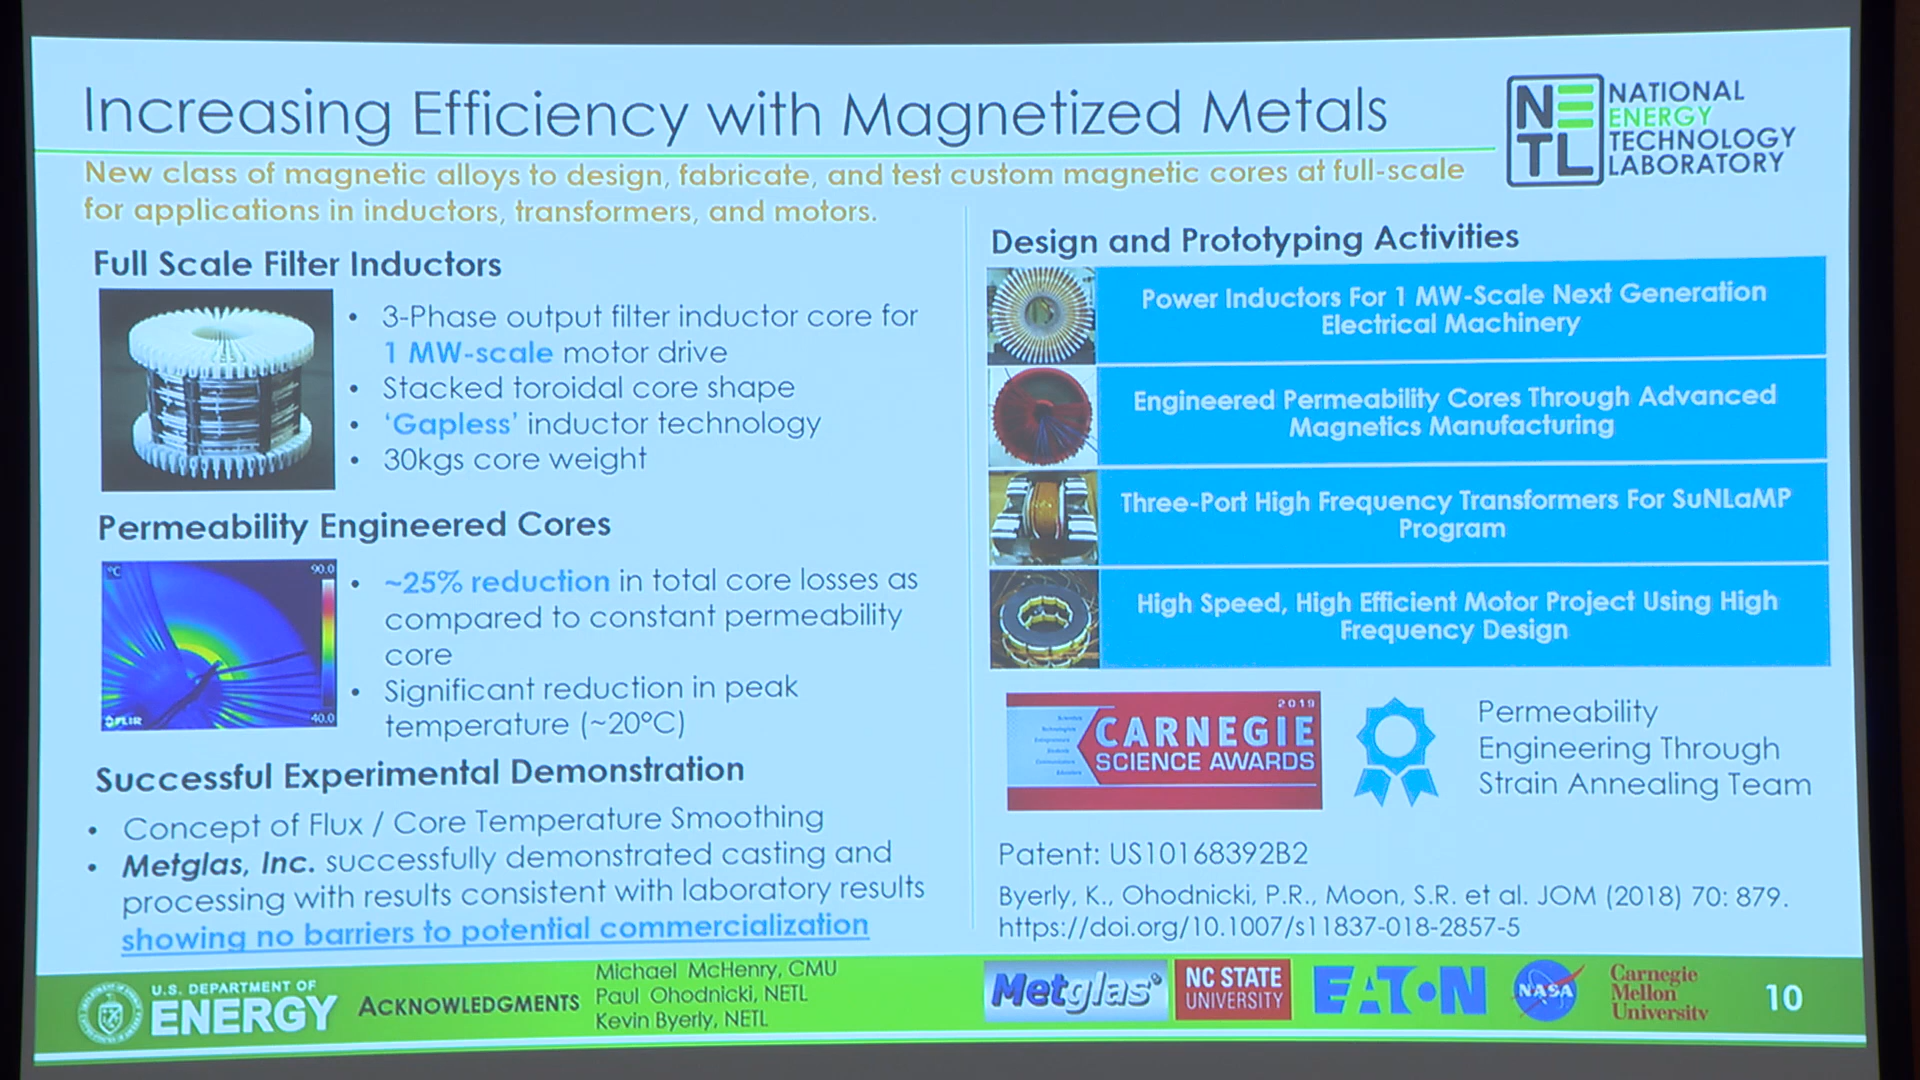 Increasing Efficiency with Magnetized Metals
NETL
NATIONAL
ENERGY
TECHNOLOGY
LABORATORY
New class of magnetic alloys to design, fabricate, and test custom magnetic cores at full-scale
for applications in inductors, transformers, and motors.
Full Scale Filter Inductors
• 3-Phase output filter inductor core for
1 MW-scale motor drive
• Stacked toroidal core shape
• ‘Gapless’ inductor technology
• 30kgs core weight
Permeability Engineered Cores
°C
90.0
40.0
FLIR
• ~25% reduction in total core losses as
compared to constant permeability
core
• Significant reduction in peak
temperature (~20°C)
Successful Experimental Demonstration
• Concept of Flux / Core Temperature Smoothing
• Metglas, Inc. successfully demonstrated casting and
processing with results consistent with laboratory results
showing no barriers to potential commercialization
Design and Prototyping Activities
Power Inductors For 1 MW-Scale Next Generation
Electrical Machinery
Engineered Permeability Cores Through Advanced
Magnetics Manufacturing
Three-Port High Frequency Transformers For SuNLaMP
Program
High Speed, High Efficient Motor Project Using High
Frequency Design
2019
CARNEGIE
SCIENCE AWARDS
Permeability
Engineering Through
Strain Annealing Team
Patent: US10168392B2
Byerly, K., Ohodnicki, P.R., Moon, S.R. et al. JOM (2018) 70: 879.
https://doi.org/10.1007/s11837-018-2857-5
U.S. DEPARTMENT OF
ENERGY
ACKNOWLEDGMENTS
Michael McHenry, CMU
Paul Ohodnicki, NETL
Kevin Byerly, NETL
Metglas®
NC STATE
UNIVERSITY
EATON
NASA
Carnegie
Mellon
University
10